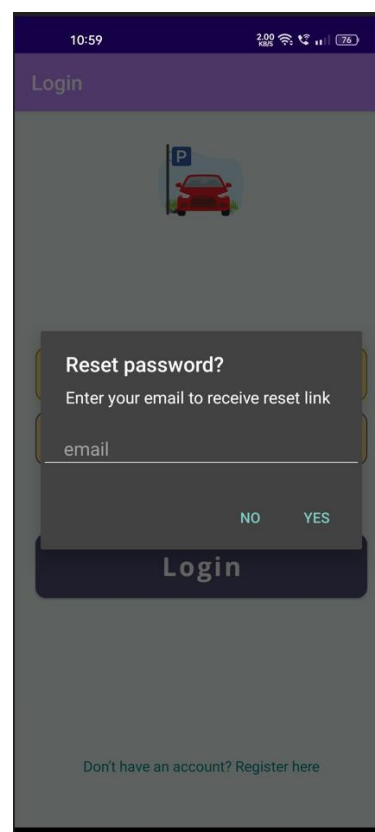 10:59
2.00
KB/S
76
Login
P
Reset password?
Enter your email to receive reset link
email
NO YES
Login
Don't have an account? Register here